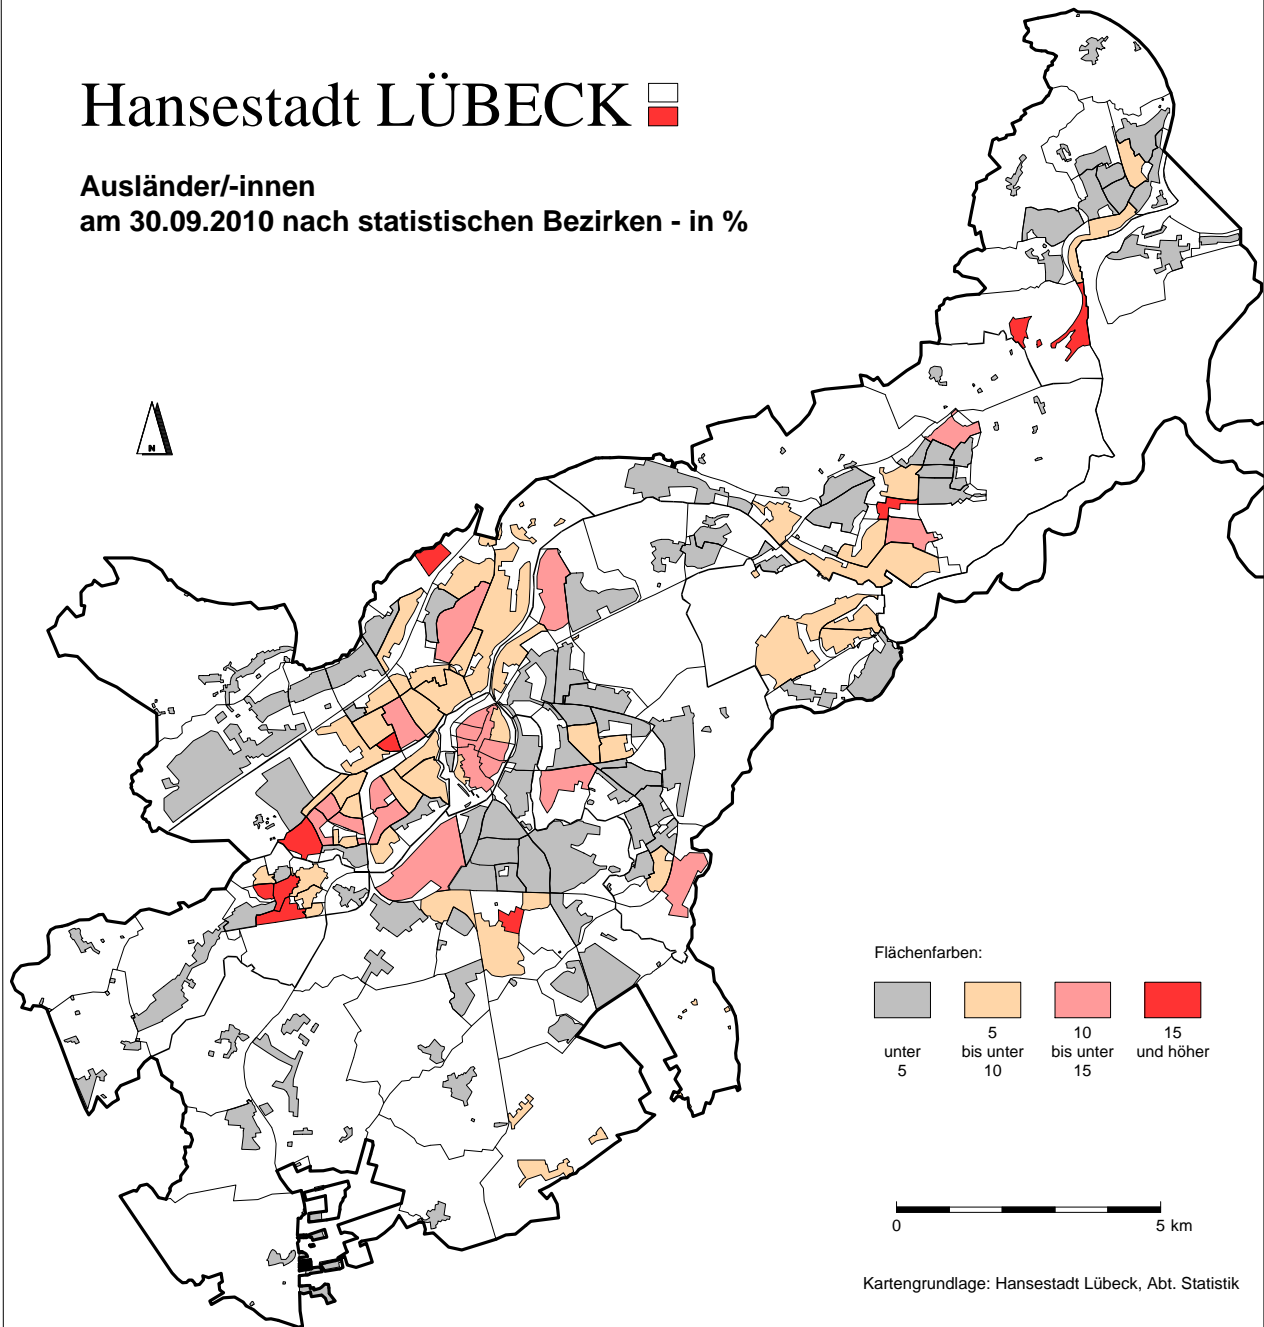 Hansestadt LÜBECK
Ausländer/-innen
am 30.09.2010 nach statistischen Bezirken - in %
N
Flächenfarben:
unter
5
5
bis unter
10
10
bis unter
15
15
und höher
0
5 km
Kartengrundlage: Hansestadt Lübeck, Abt. Statistik